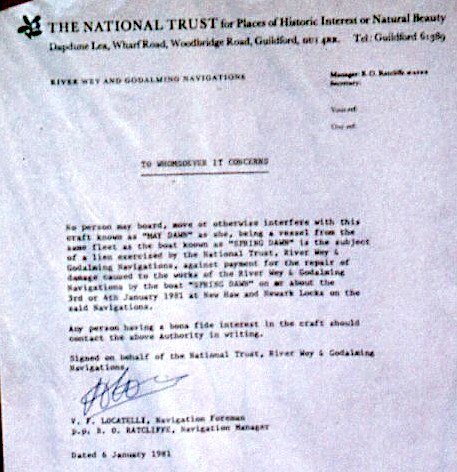 THE NATIONAL TRUST for Places of Historic Interest or Natural Beauty
Dapdune Lea, Wharf Road, Woodbridge Road, Guildford, GU1 4RR. Tel: Guildford 61389
RIVER WEY AND GODALMING NAVIGATIONS
Manager: R. O. Ratcliffe
Secretary:
Your ref:
Our ref:
TO WHOMSOEVER IT CONCERNS
No person may board, move or otherwise interfere with this
craft known as "MAY DAWN" as she, being a vessel from the
same fleet as the boat known as "SPRING DAWN" is the subject
of a lien exercised by the National Trust, River Wey &
Godalming Navigations, against payment for the repair of
damage caused to the works of the River Wey & Godalming
Navigations by the boat "SPRING DAWN" on or about the
3rd or 4th January 1981 at New Haw and Newark Locks on the
said Navigations.
Any person having a bona fide interest in the craft should
contact the above Authority in writing.
Signed on behalf of the National Trust, River Wey & Godalming
Navigations,
V. F. LOCATELLI, Navigation Foreman
p.p. R. O. RATCLIFFE, Navigation Manager
Dated 6 January 1981